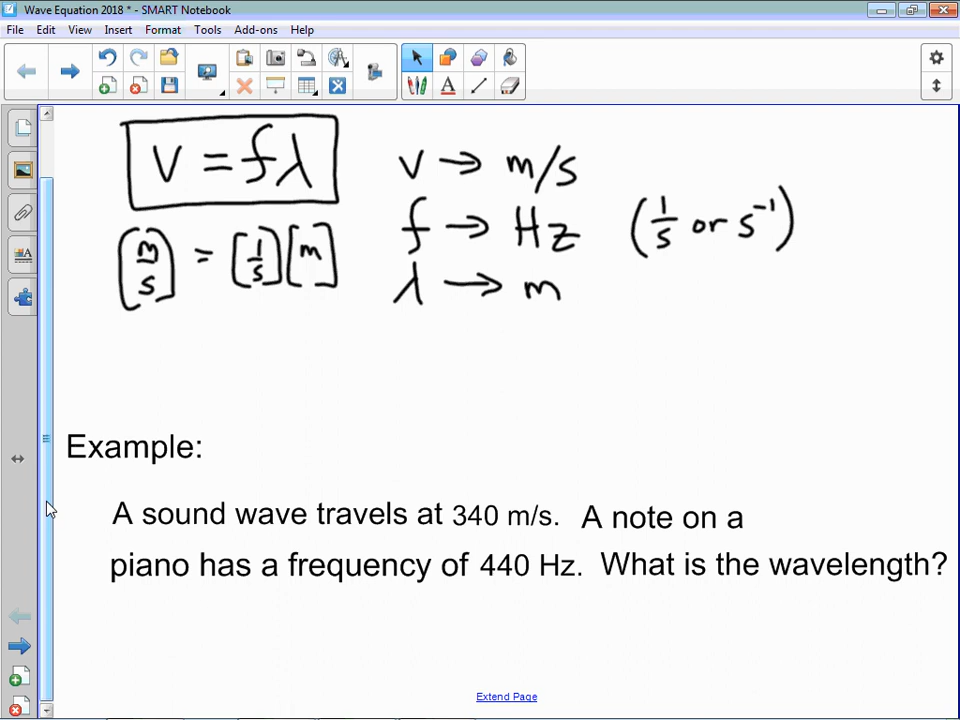 Wave Equation 2018 * - SMART Notebook
File Edit View Insert Format Tools Add-ons Help
v = fλ
v → m/s
[m/s] = [1/s] [m]
f → Hz (1/s or s⁻¹)
λ → m
Example:
A sound wave travels at 340 m/s. A note on a
piano has a frequency of 440 Hz. What is the wavelength?
Extend Page